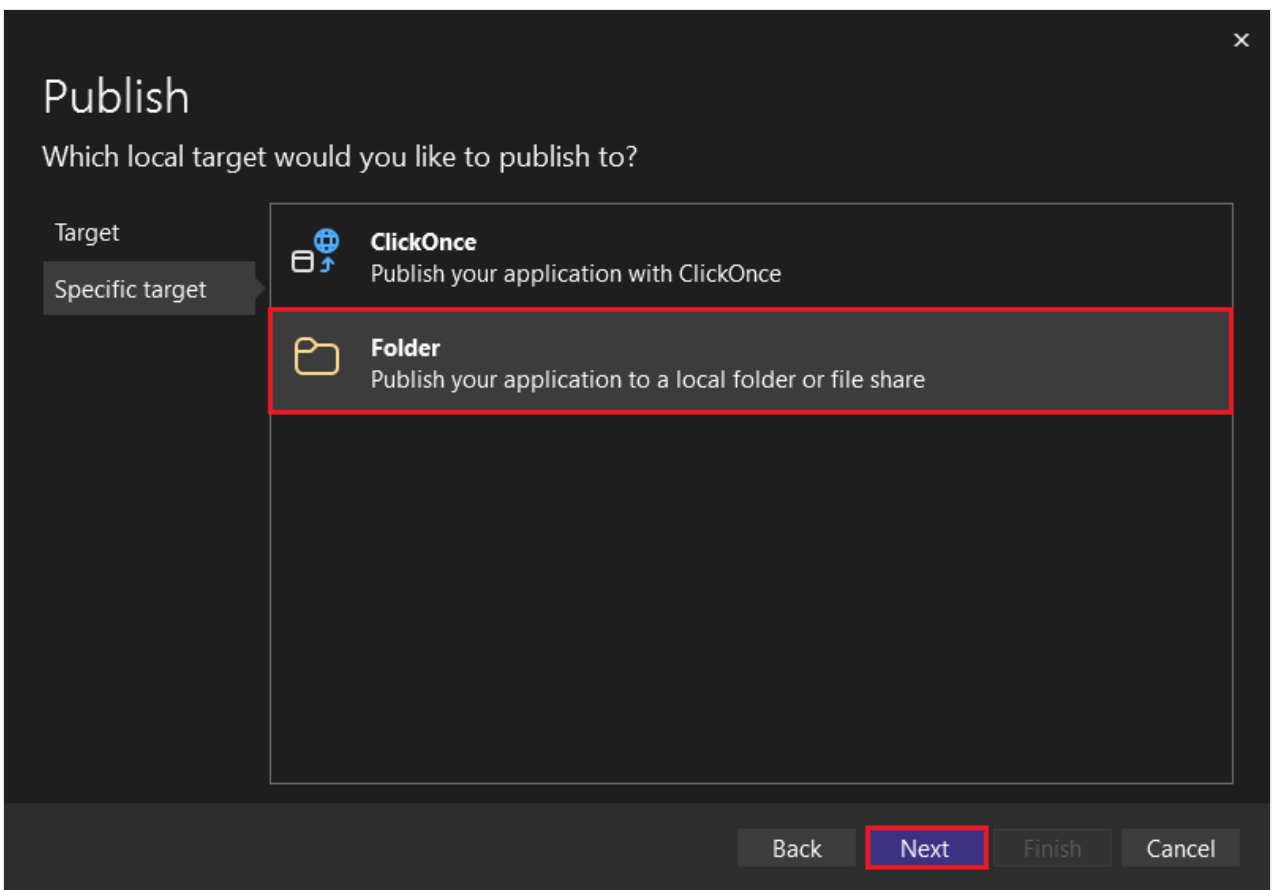 Publish
Which local target would you like to publish to?
Target
Specific target
ClickOnce
Publish your application with ClickOnce
Folder
Publish your application to a local folder or file share
Back
Next
Finish
Cancel